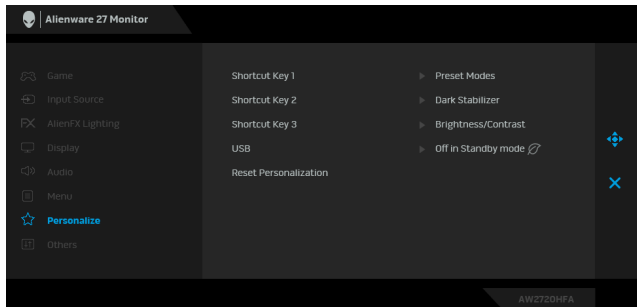 Alienware 27 Monitor
Game
Input Source
AlienFX Lighting
Display
Audio
Menu
Personalize
Others
Shortcut Key 1 Preset Modes
Shortcut Key 2 Dark Stabilizer
Shortcut Key 3 Brightness/Contrast
USB Off in Standby mode
Reset Personalization
AW2720HFA